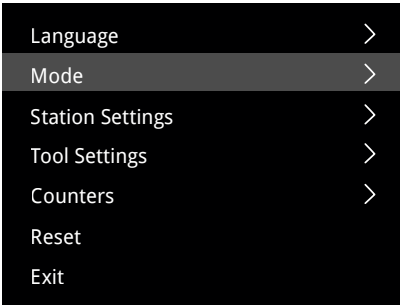 Language
Mode
Station Settings
Tool Settings
Counters
Reset
Exit